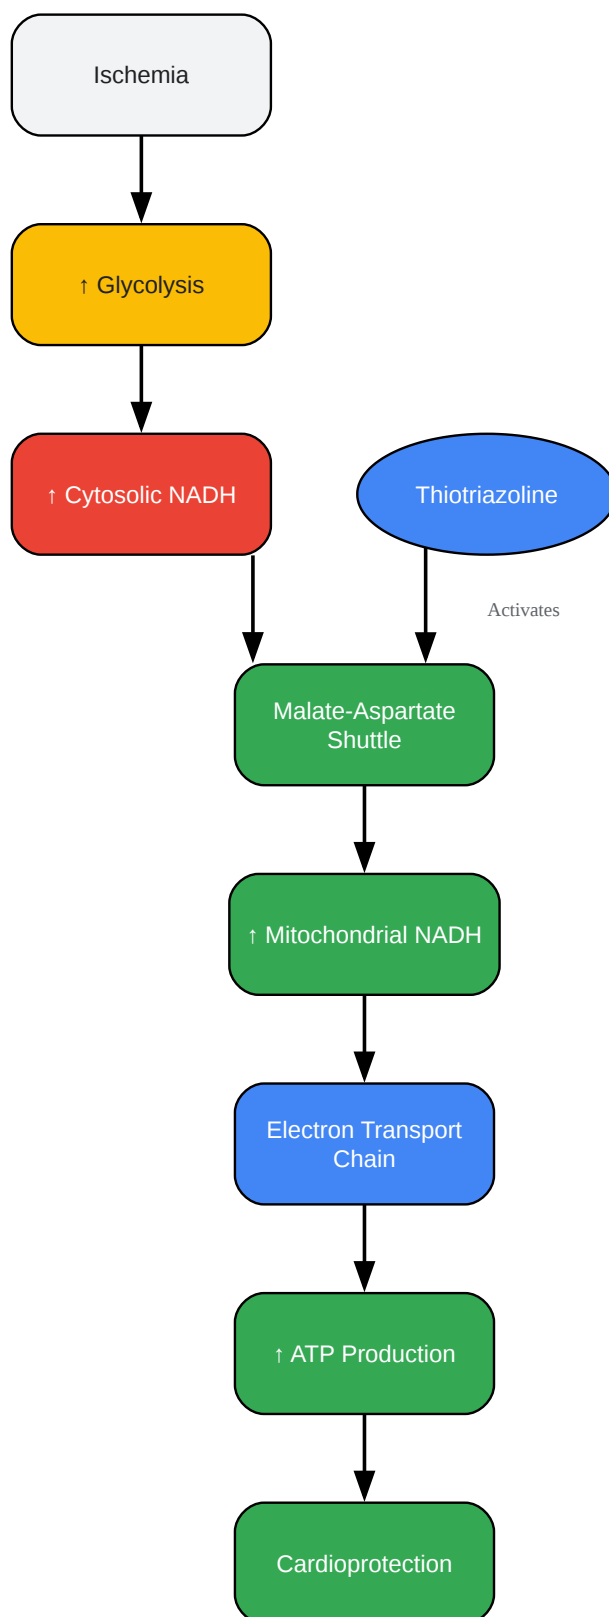 Ischemia
↑ Glycolysis
↑ Cytosolic NADH
Thiotriazoline
Activates
Malate-Aspartate
Shuttle
↑ Mitochondrial NADH
Electron Transport
Chain
↑ ATP Production
Cardioprotection